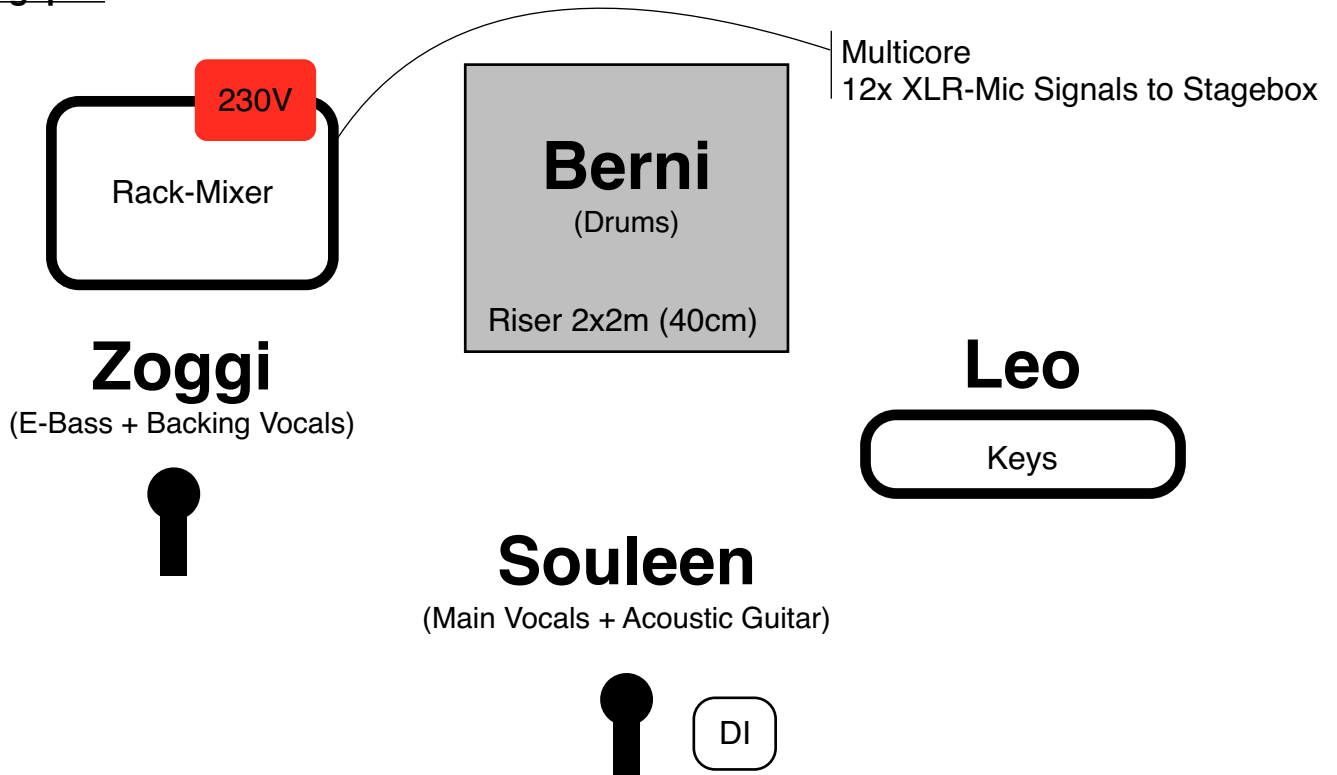 Multicore
12x XLR-Mic Signals to Stagebox
230V
Rack-Mixer
Berni
(Drums)
Riser 2x2m (40cm)
Zoggi
(E-Bass + Backing Vocals)
Leo
Keys
Souleen
(Main Vocals + Acoustic Guitar)
DI